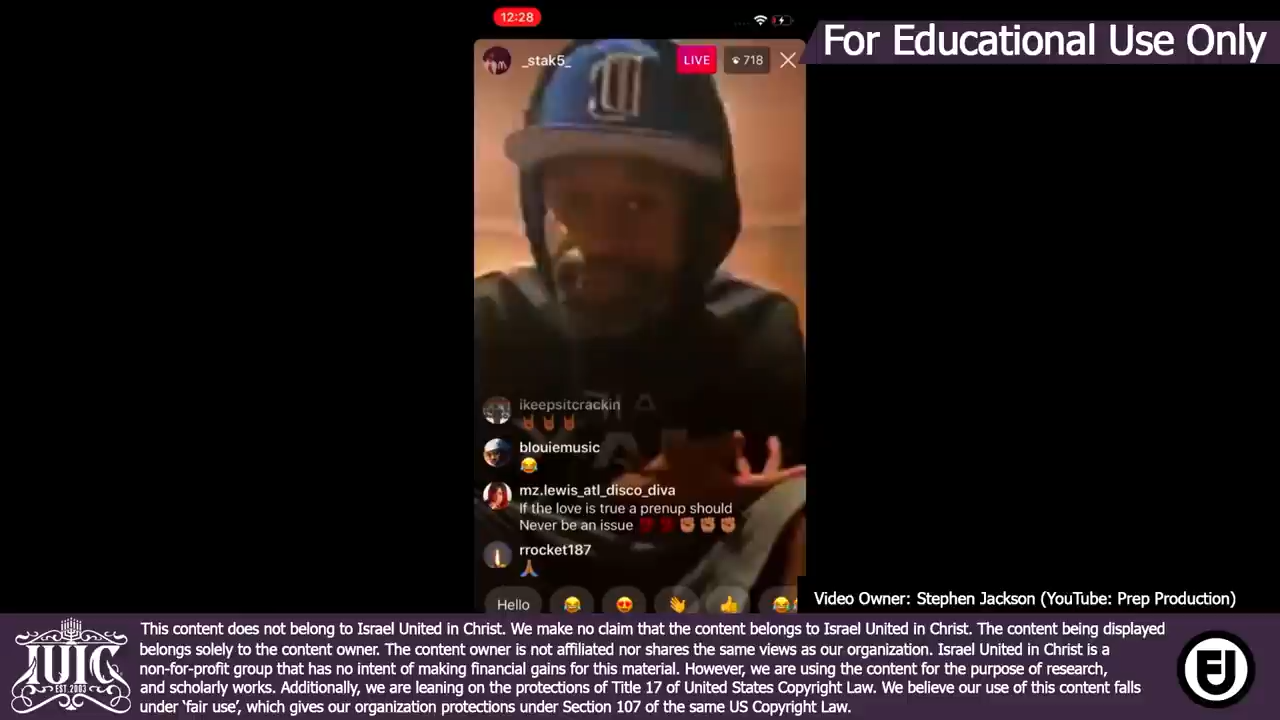 12:28
For Educational Use Only
_stak5_
LIVE
718
ikeepsitcrackin
blouiemusic
mz.lewis_atl_disco_diva
If the love is true a prenup should
Never be an issue 💯 💯 ✊🏽 ✊🏽 ✊🏽
rrocket187
Hello
Video Owner: Stephen Jackson (YouTube: Prep Production)
This content does not belong to Israel United in Christ. We make no claim that the content belongs to Israel United in Christ. The content being displayed
belongs solely to the content owner. The content owner is not affiliated nor shares the same views as our organization. Israel United in Christ is a
non-for-profit group that has no intent of making financial gains for this material. However, we are using the content for the purpose of research,
and scholarly works. Additionally, we are leaning on the protections of Title 17 of United States Copyright Law. We believe our use of this content falls
under ‘fair use’, which gives our organization protections under Section 107 of the same US Copyright Law.
IUIC
EST. 2003